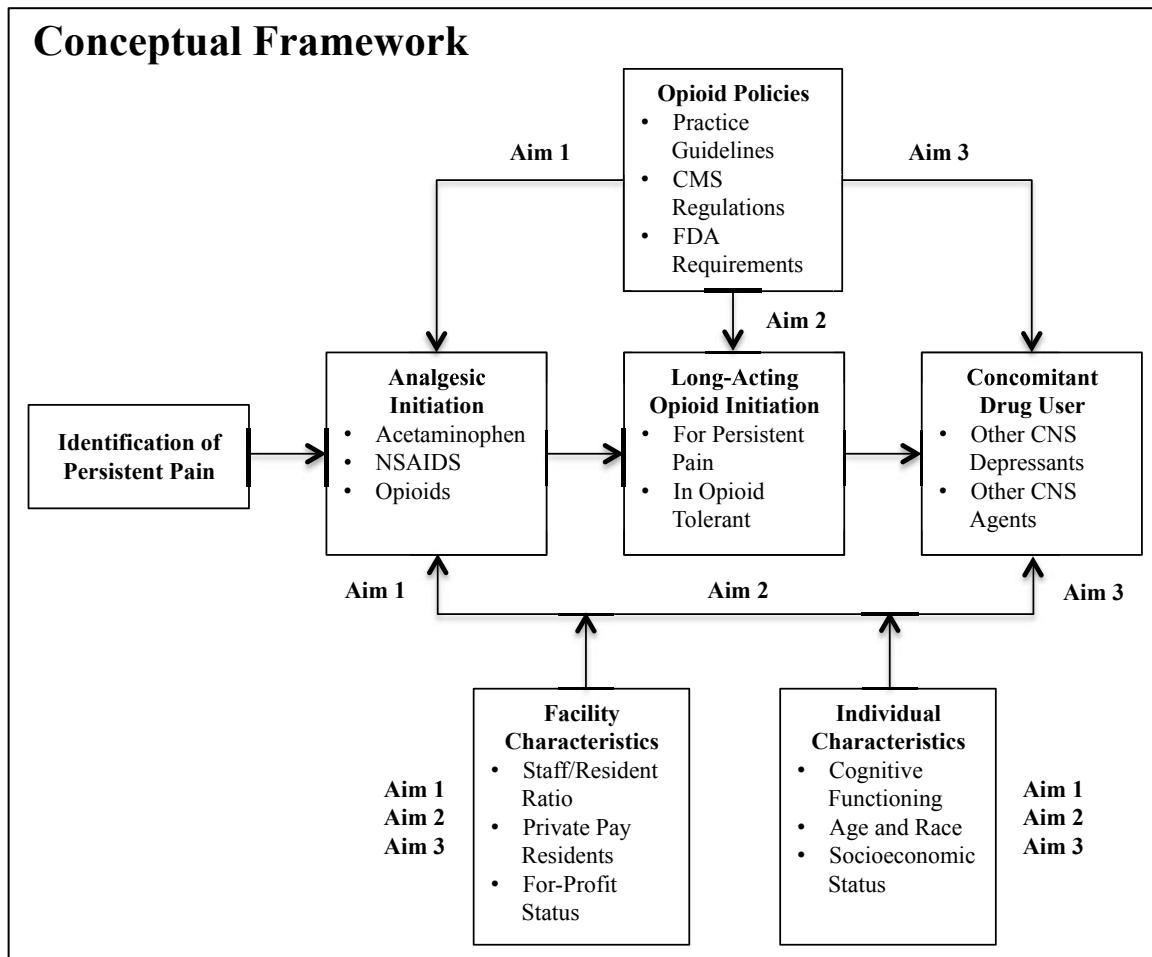 Conceptual Framework
Opioid Policies
• Practice
Guidelines
• CMS
Regulations
• FDA
Requirements
Aim 1
Aim 3
Aim 2
Identification of
Persistent Pain
Analgesic
Initiation
• Acetaminophen
• NSAIDS
• Opioids
Long-Acting
Opioid Initiation
• For Persistent
Pain
• In Opioid
Tolerant
Concomitant
Drug User
• Other CNS
Depressants
• Other CNS
Agents
Aim 1
Aim 2
Aim 3
Facility
Characteristics
• Staff/Resident
Ratio
• Private Pay
Residents
• For-Profit
Status
Aim 1
Aim 2
Aim 3
Individual
Characteristics
• Cognitive
Functioning
• Age and Race
• Socioeconomic
Status
Aim 1
Aim 2
Aim 3